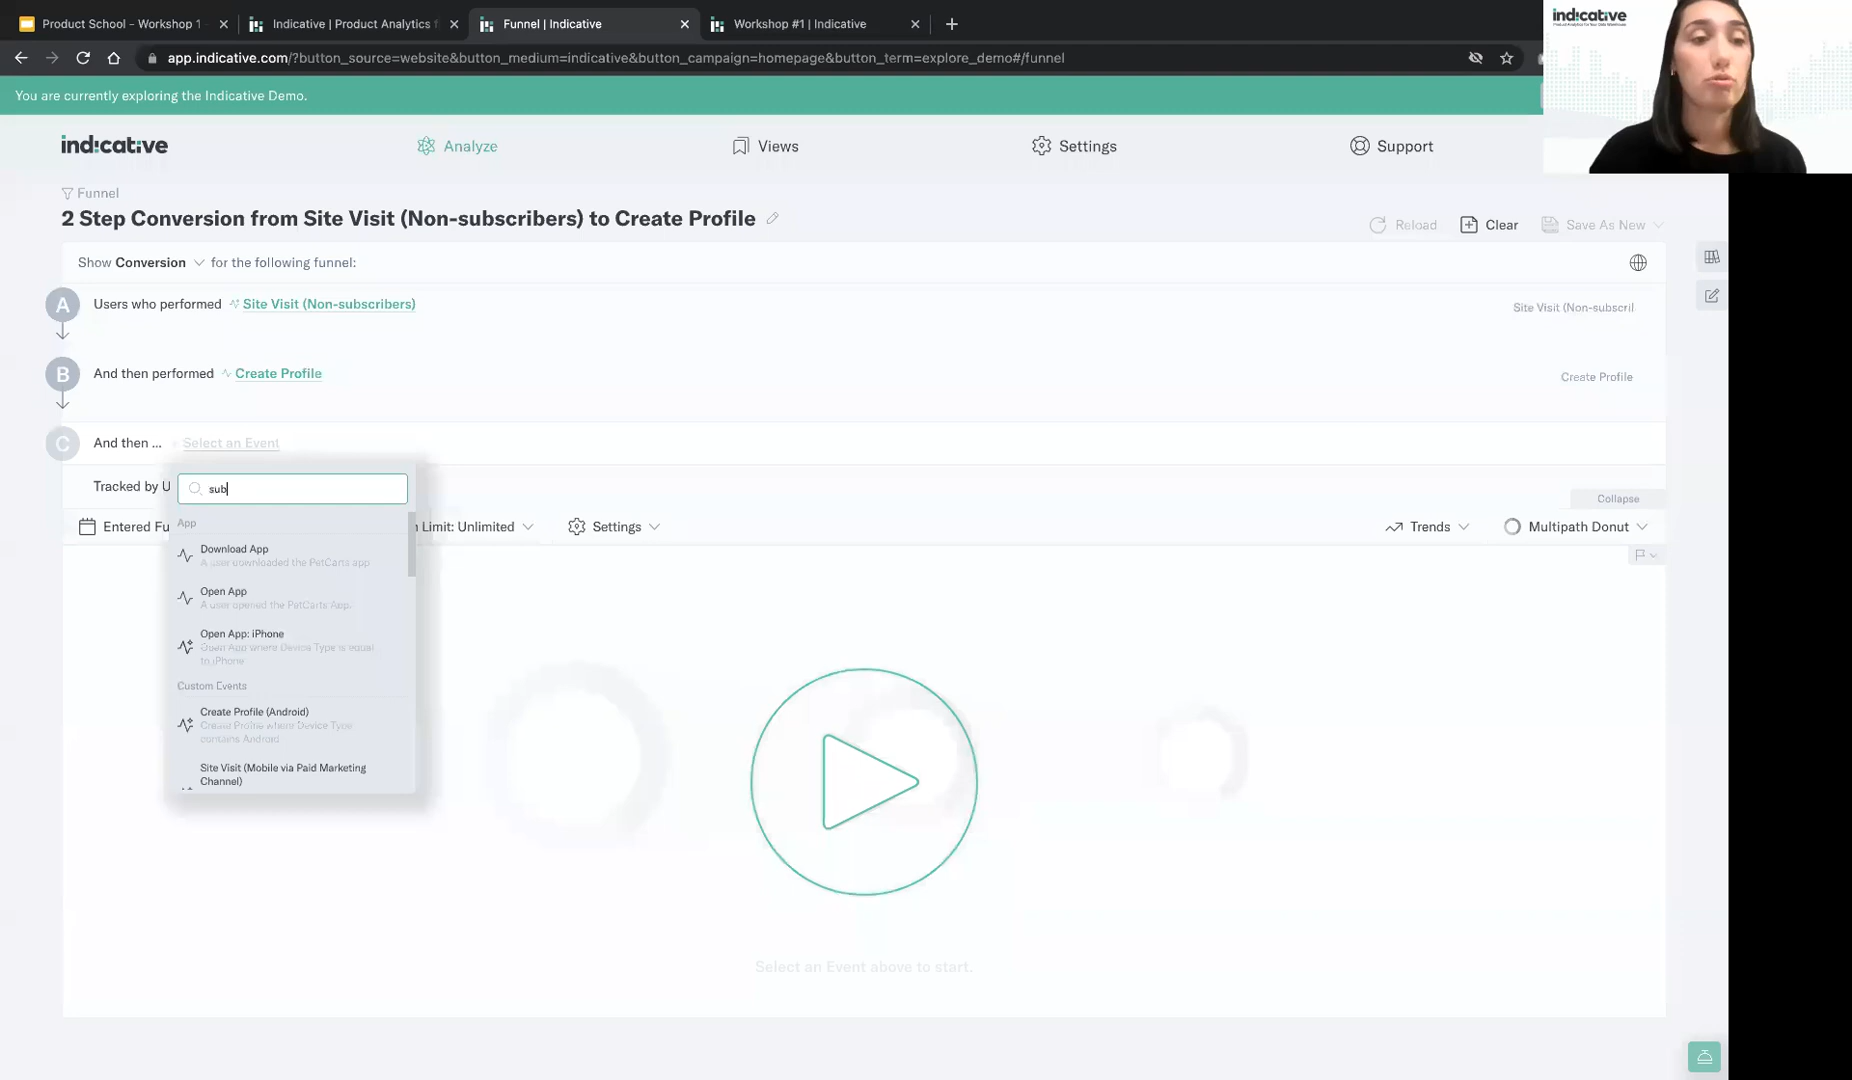 Product School – Workshop 1
Indicative | Product Analytics f
Funnel | Indicative
Workshop #1 | Indicative
app.indicative.com/?button_source=website&button_medium=indicative&button_campaign=homepage&button_term=explore_demo#/funnel
You are currently exploring the Indicative Demo.
indicative
indicative
Analyze
Views
Settings
Support
Funnel
2 Step Conversion from Site Visit (Non-subscribers) to Create Profile
Reload
Clear
Save As New
Show Conversion for the following funnel:
A
Users who performed Site Visit (Non-subscribers)
Site Visit (Non-subscril
B
And then performed Create Profile
Create Profile
C
And then ... Select an Event
Tracked by U
sub
Collapse
Entered Fu
n Limit: Unlimited
Settings
Trends
Multipath Donut
App
Download App
A user downloaded the PetCarts app
Open App
A user opened the PetCarts App.
Open App: iPhone
Open App where Device Type is equal
to iPhone
Custom Events
Create Profile (Android)
Create Profile where Device Type
contains Android
Site Visit (Mobile via Paid Marketing
Channel)
Select an Event above to start.